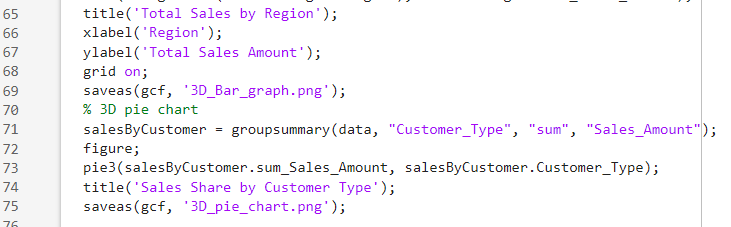 65 title('Total Sales by Region');
66 xlabel('Region');
67 ylabel('Total Sales Amount');
68 grid on;
69 saveas(gcf, '3D_Bar_graph.png');
70 % 3D pie chart
71 salesByCustomer = groupsummary(data, "Customer_Type", "sum", "Sales_Amount");
72 figure;
73 pie3(salesByCustomer.sum_Sales_Amount, salesByCustomer.Customer_Type);
74 title('Sales Share by Customer Type');
75 saveas(gcf, '3D_pie_chart.png');
76